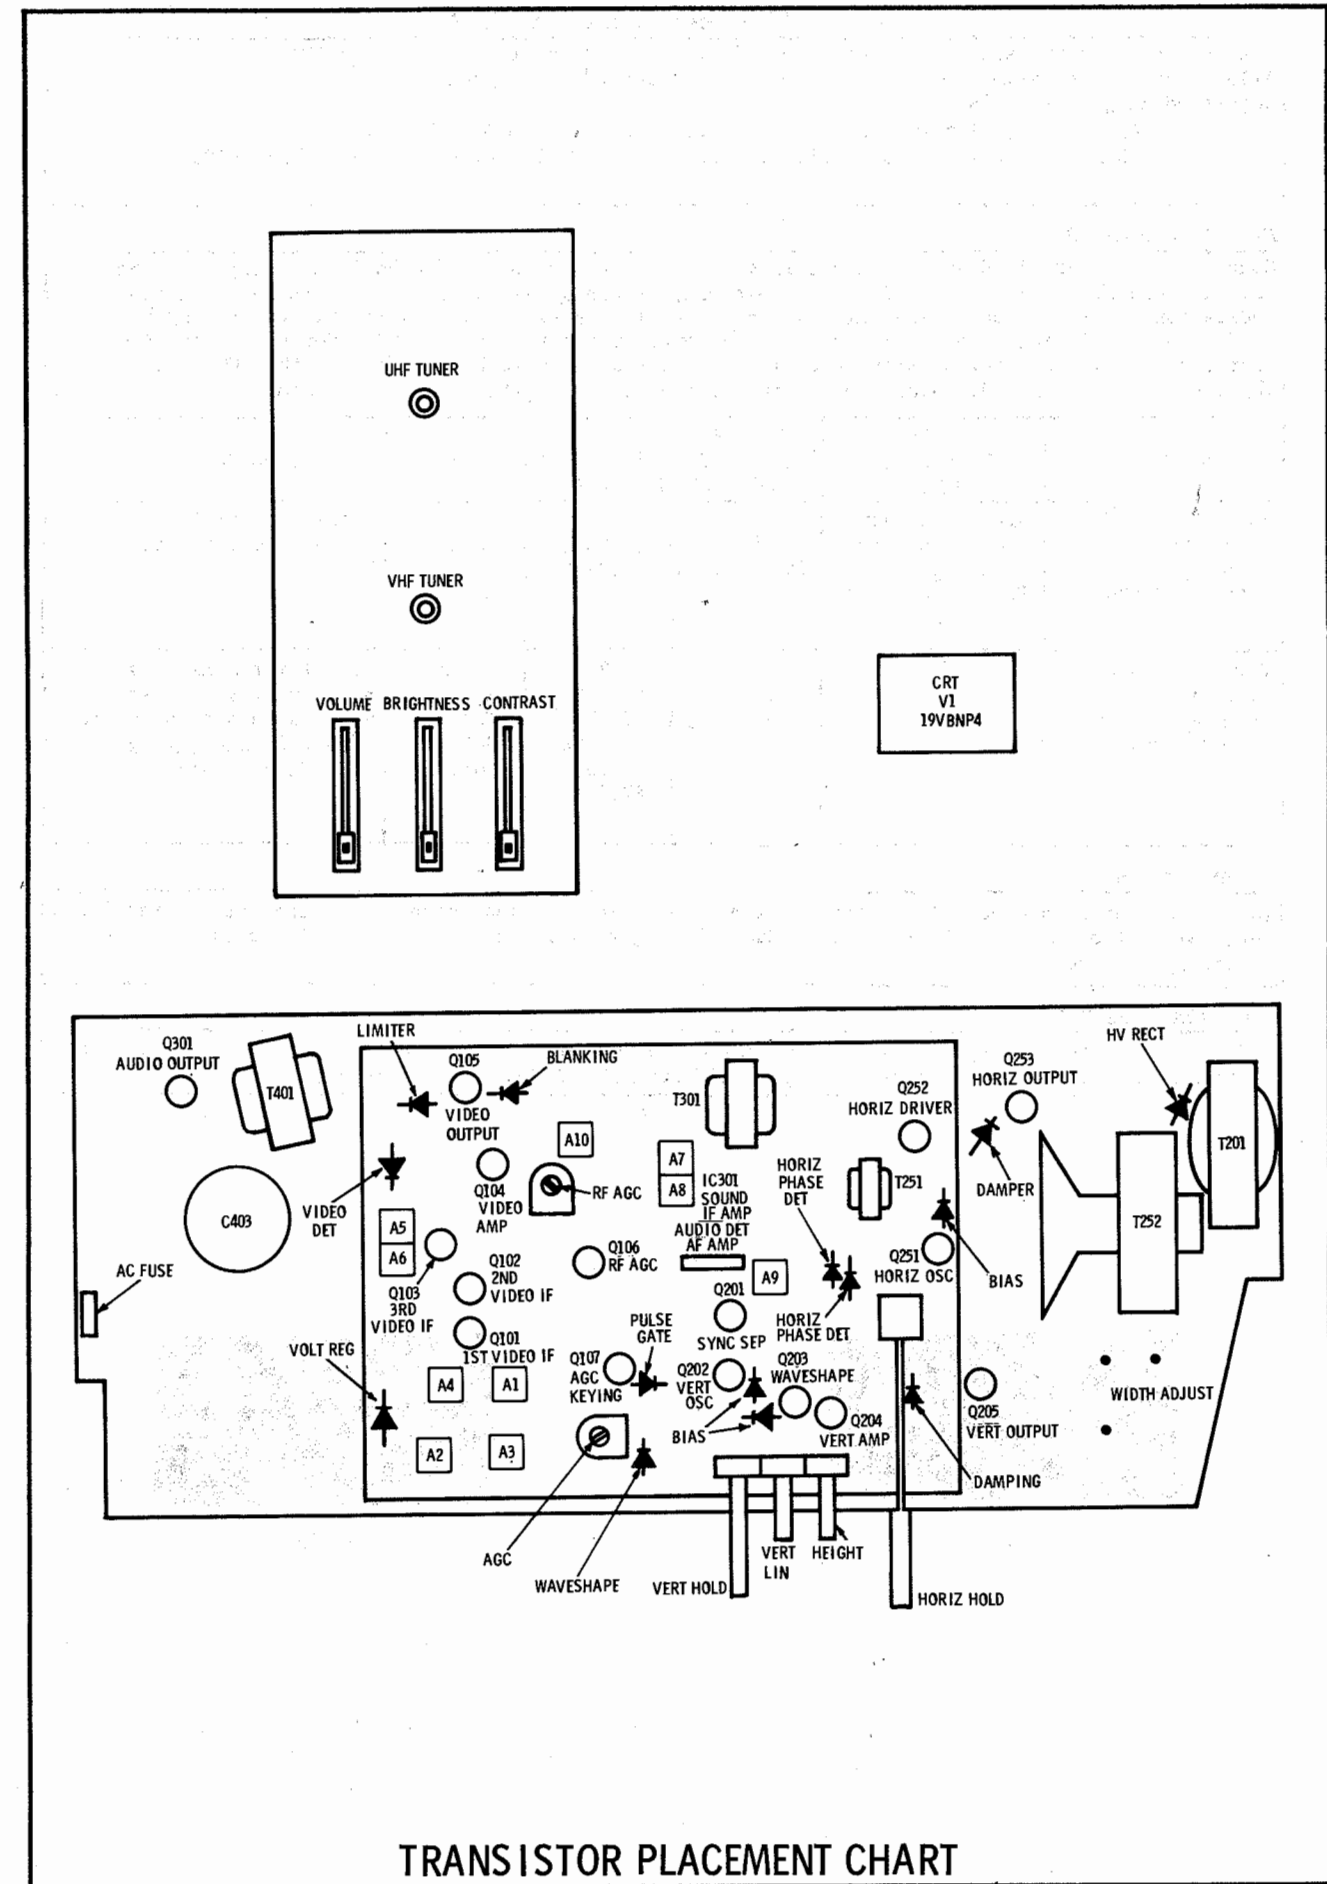 UHF TUNER
VHF TUNER
VOLUME BRIGHTNESS CONTRAST
CRT
V1
19VBNP4
Q301
AUDIO OUTPUT
T401
C403
AC FUSE
LIMITER
Q105
VIDEO
OUTPUT
BLANKING
VIDEO
DET
Q104
VIDEO
AMP
A10
RF AGC
A5
A6
Q103
3RD
VIDEO IF
Q102
2ND
VIDEO IF
Q101
1ST VIDEO IF
Q106
RF AGC
VOLT REG
A4
A1
A2
A3
Q107
AGC
KEYING
PULSE
GATE
AGC
WAVESHAPE
T301
A7
A8
IC301
SOUND
IF AMP
AUDIO DET
AF AMP
A9
Q201
SYNC SEP
Q202
VERT
OSC
BIAS
Q203
WAVESHAPE
Q204
VERT AMP
HORIZ
PHASE
DET
HORIZ
PHASE DET
Q252
HORIZ DRIVER
T251
Q251
HORIZ OSC
BIAS
Q253
HORIZ OUTPUT
DAMPER
HV RECT
T201
T252
WIDTH ADJUST
Q205
VERT OUTPUT
DAMPING
VERT HOLD
VERT
LIN
HEIGHT
HORIZ HOLD
TRANSISTOR PLACEMENT CHART